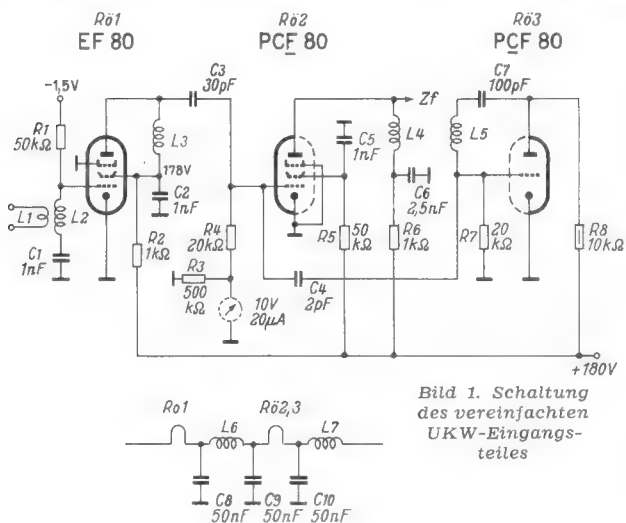 Rö1
EF 80
Rö2
PCF 80
Rö3
PCF 80
-1,5V
R1
50kΩ
L1
L2
C1
1nF
C3
30pF
L3
178V
C2
1nF
R2
1kΩ
R4
20kΩ
R3
500
kΩ
10V
20µA
C4
2pF
C5
1nF
R5
50
kΩ
Zf
L4
C6
2,5nF
R6
1kΩ
L5
C7
100pF
R7
20
kΩ
R8
10kΩ
+180V
Rö1
L6
Rö2,3
L7
C8
50nF
C9
50nF
C10
50nF
Bild 1. Schaltung
des vereinfachten
UKW-Eingangs-
teiles